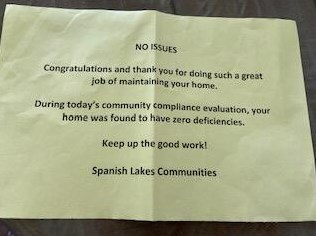 NO ISSUES
Congratulations and thank you for doing such a great
job of maintaining your home.
During today's community compliance evaluation, your
home was found to have zero deficiencies.
Keep up the good work!
Spanish Lakes Communities